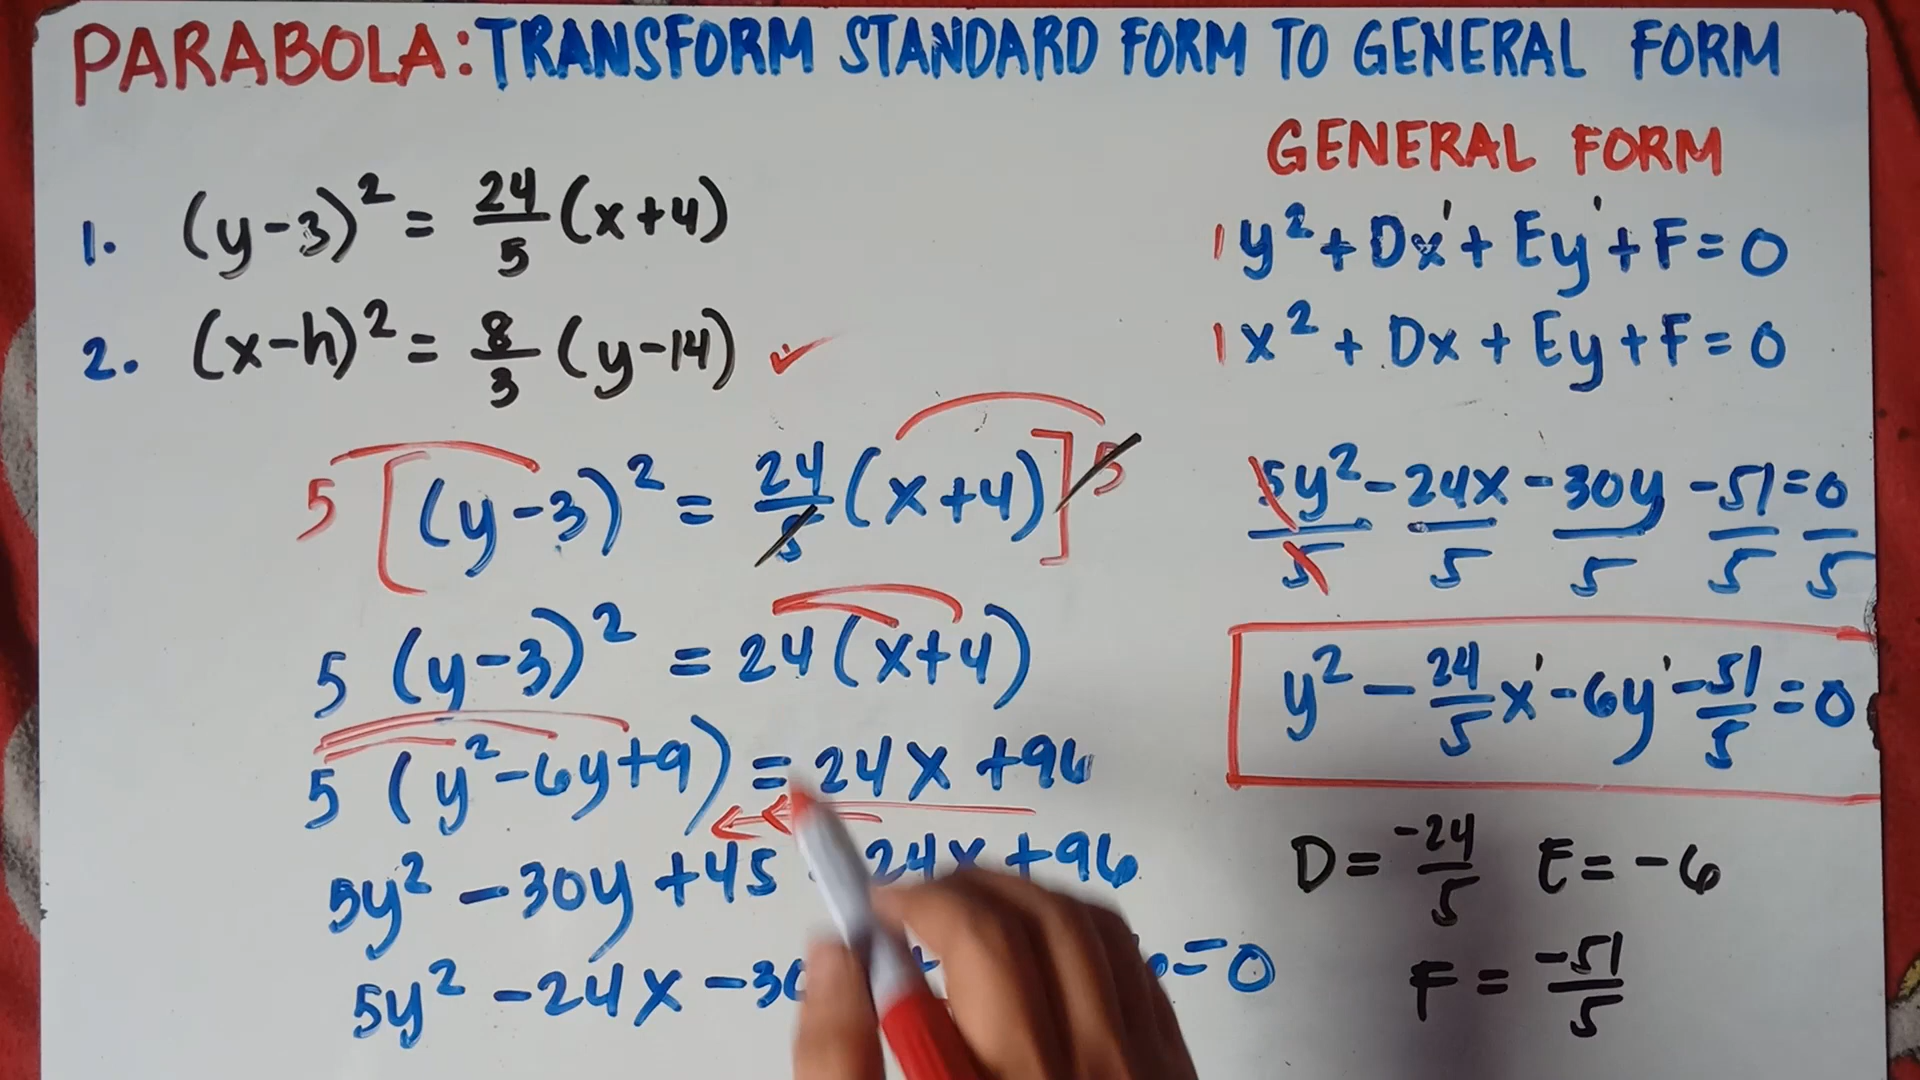 PARABOLA: TRANSFORM STANDARD FORM TO GENERAL FORM
1. (y-3)² = 24/5 (x+4)
2. (x-h)² = 8/3 (y-14) ✓
GENERAL FORM
1y² + Dx' + Ey' + F = 0
1x² + Dx + Ey + F = 0
5 [(y-3)² = 24/5 (x+4)] 5
5 (y-3)² = 24 (x+4)
5 (y²-6y+9) = 24x +96
5y² -30y +45 24x +96
5y² -24x -30 =0
5y²/5 - 24x/5 - 30y/5 - 51/5 = 0/5
y² - 24/5 x' - 6y' - 51/5 = 0
D = -24/5 E = -6
F = -51/5